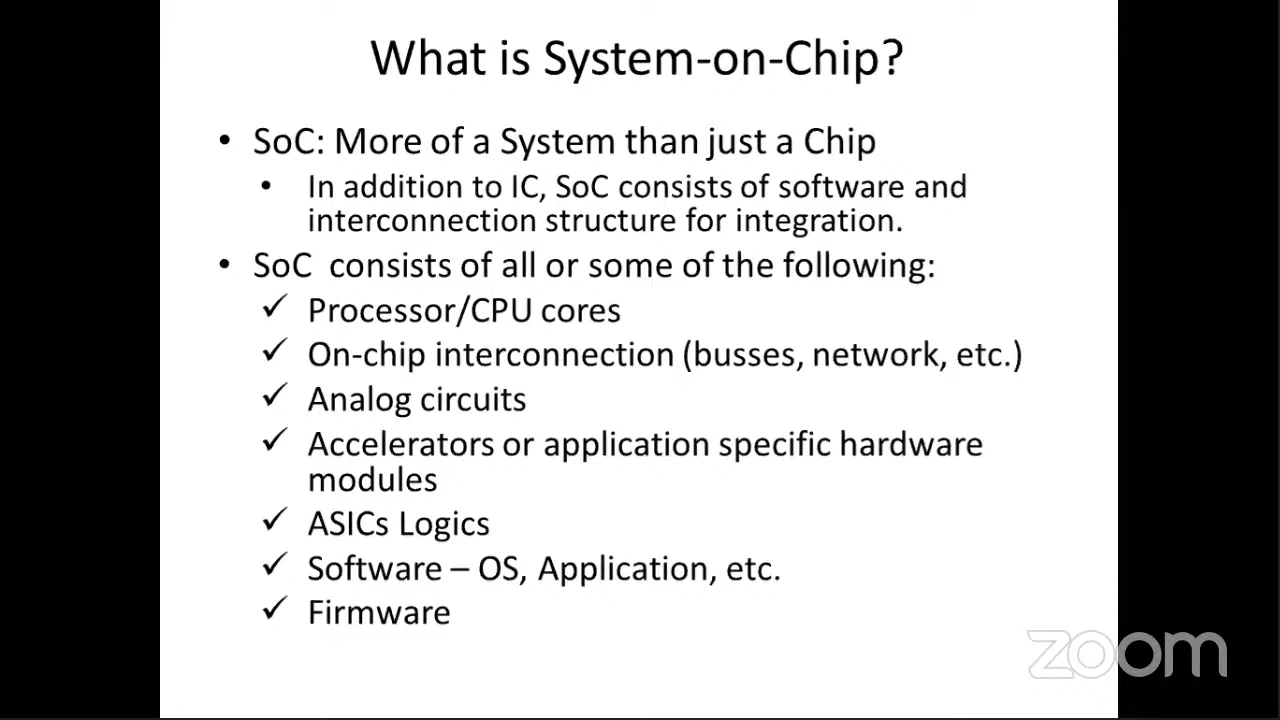 What is System-on-Chip?
• SoC: More of a System than just a Chip
• In addition to IC, SoC consists of software and
interconnection structure for integration.
• SoC consists of all or some of the following:
✓ Processor/CPU cores
✓ On-chip interconnection (busses, network, etc.)
✓ Analog circuits
✓ Accelerators or application specific hardware
modules
✓ ASICs Logics
✓ Software – OS, Application, etc.
✓ Firmware
zoom